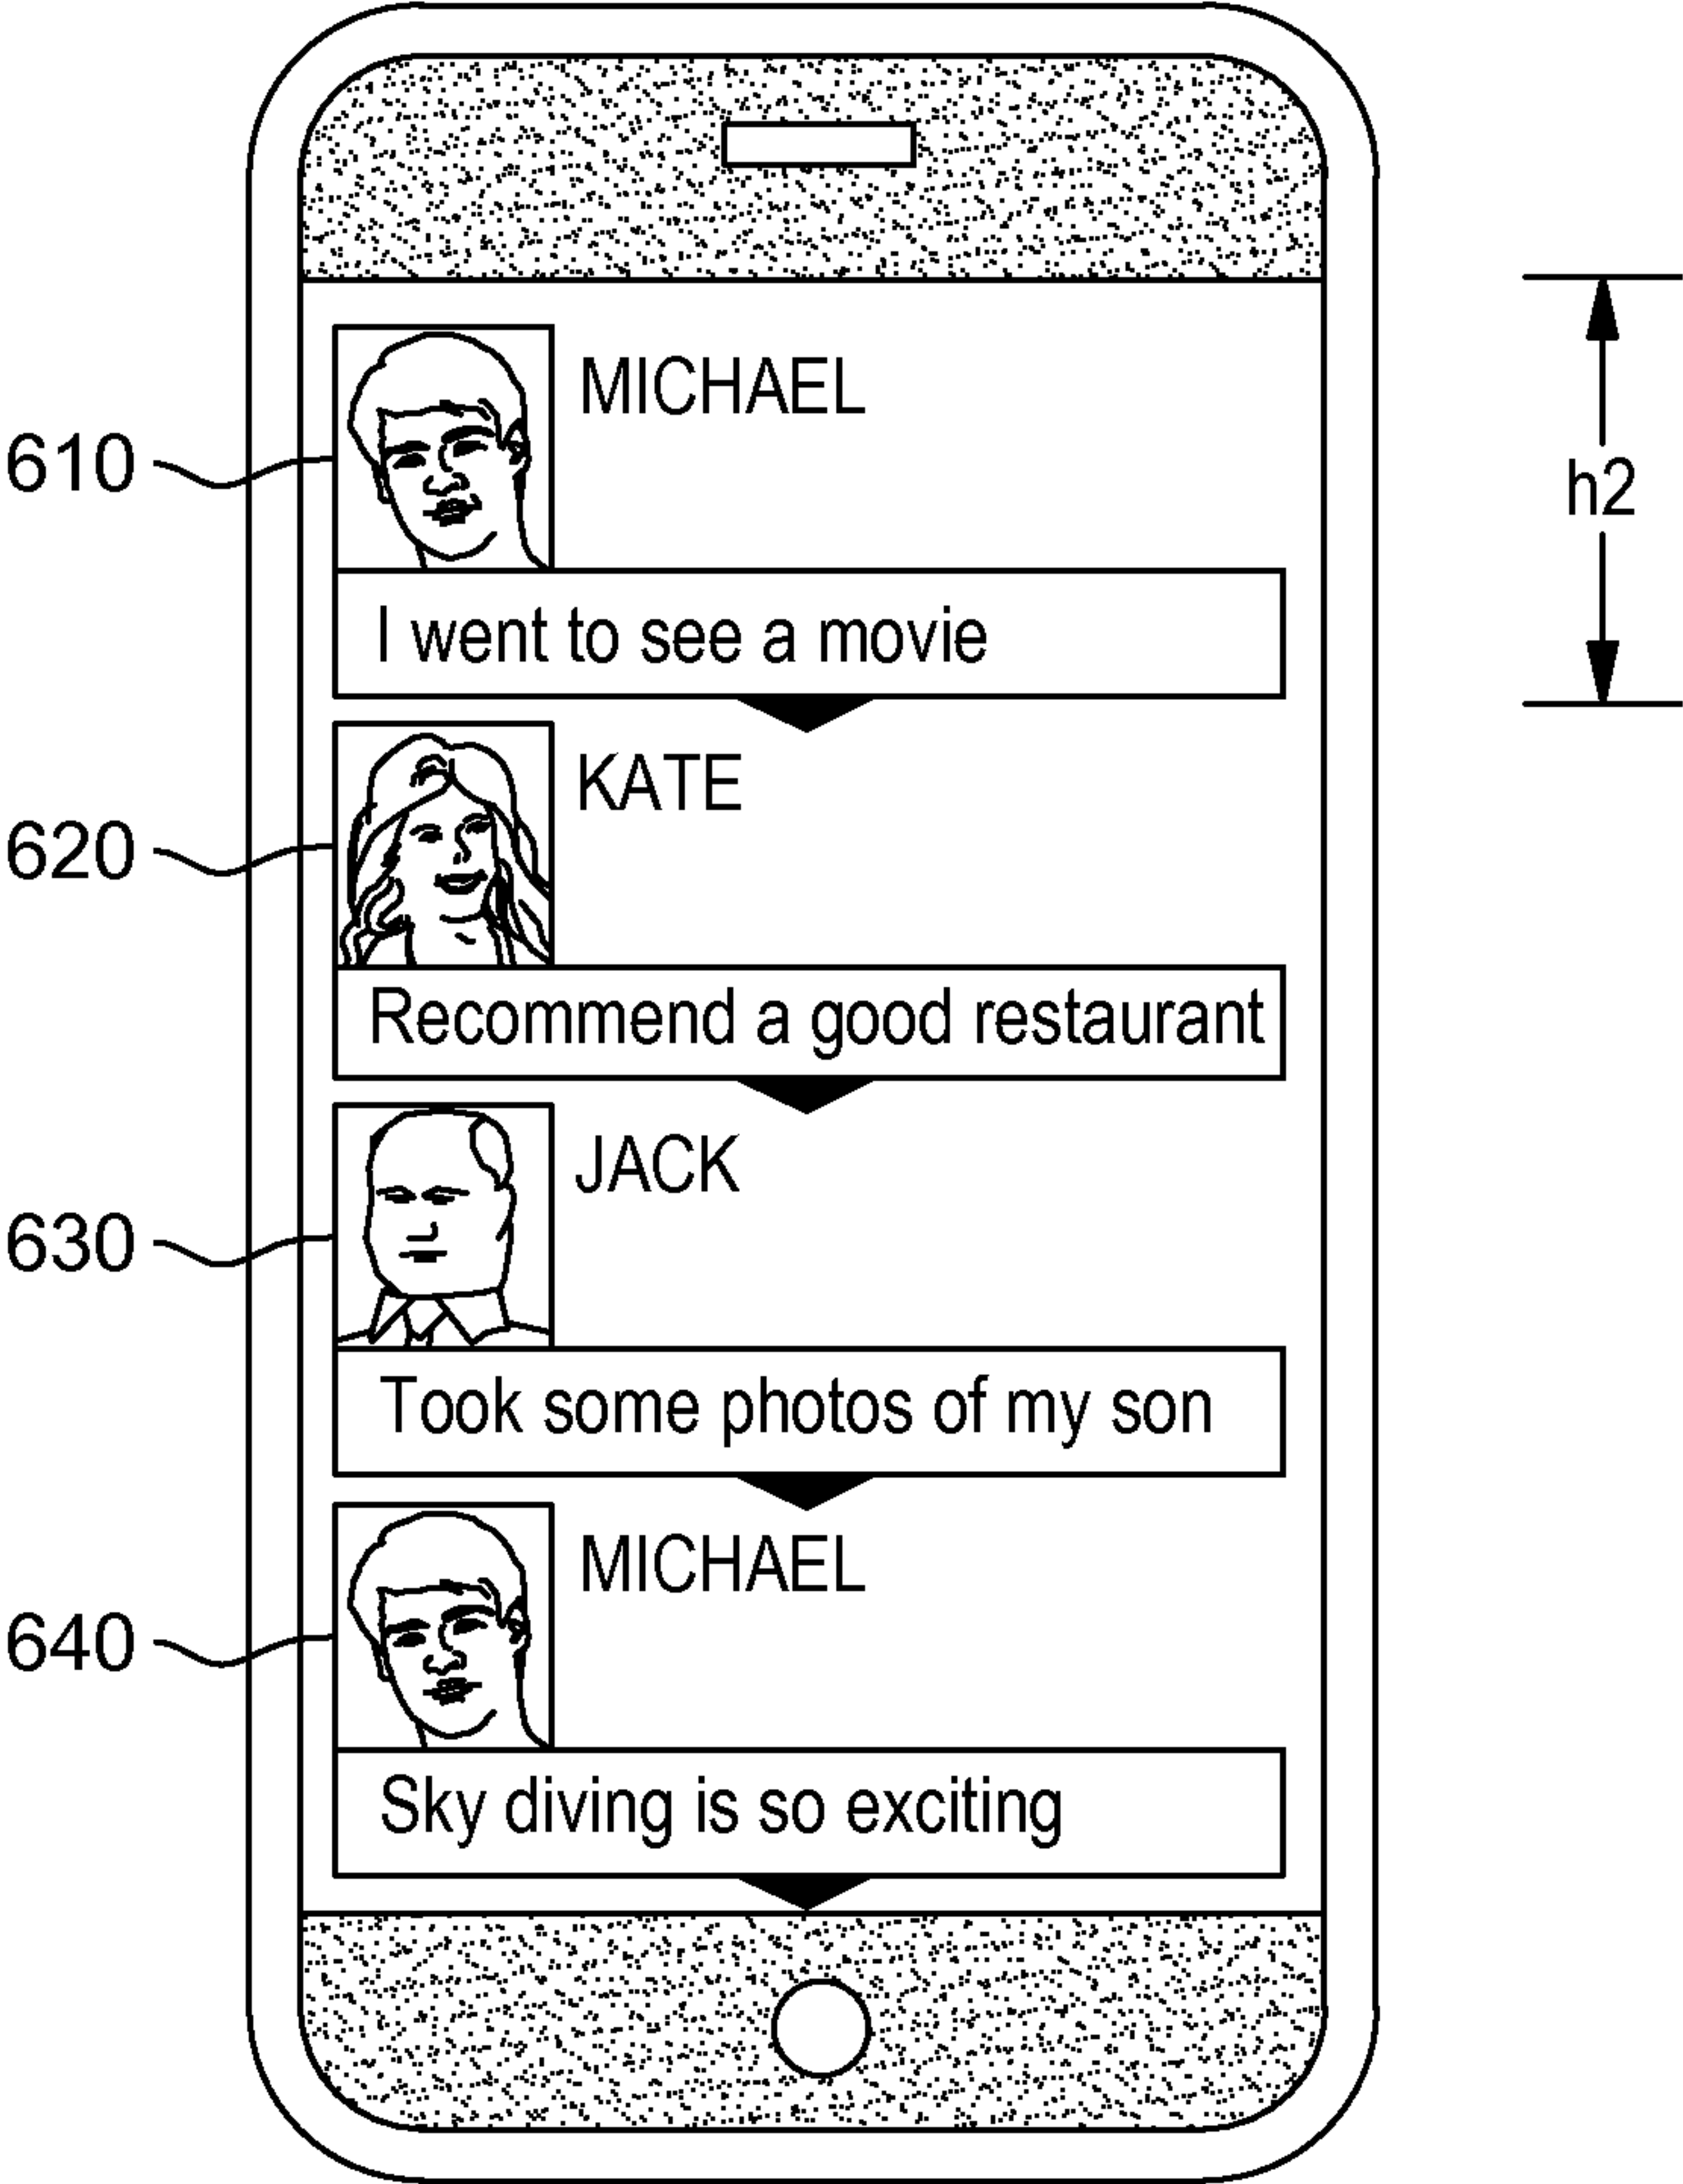 610
MICHAEL
I went to see a movie
h2
620
KATE
Recommend a good restaurant
630
JACK
Took some photos of my son
640
MICHAEL
Sky diving is so exciting